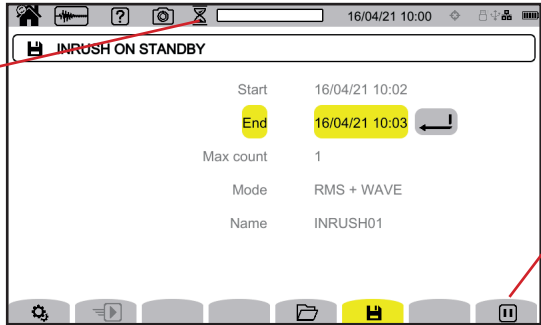 16/04/21 10:00
INRUSH ON STANDBY
Start 16/04/21 10:02
End 16/04/21 10:03
Max count 1
Mode RMS + WAVE
Name INRUSH01